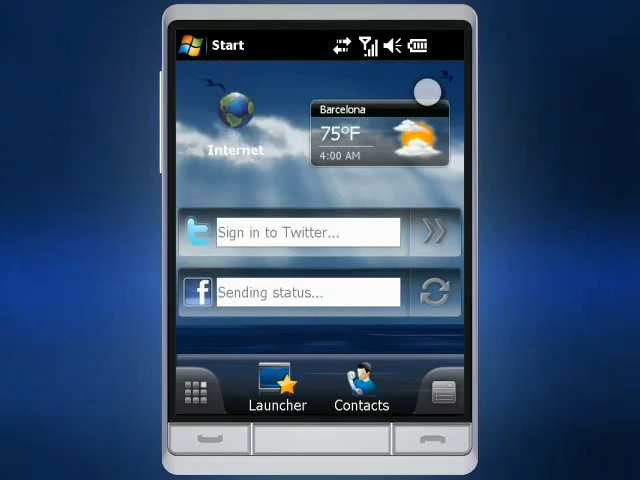 Start
Barcelona
75°F
4:00 AM
Internet
Sign in to Twitter...
f Sending status...
Launcher
Contacts